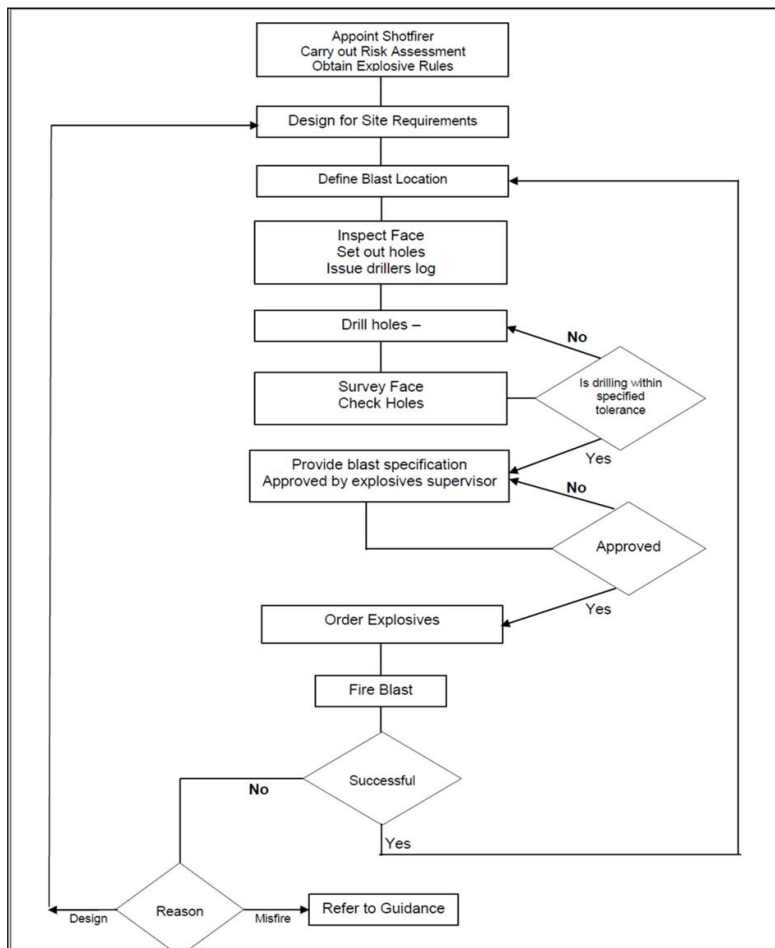 Appoint Shotfirer
Carry out Risk Assessment
Obtain Explosive Rules
Design for Site Requirements
Define Blast Location
Inspect Face
Set out holes
Issue drillers log
Drill holes –
No
Is drilling within
specified
tolerance
Survey Face
Check Holes
Yes
Provide blast specification
Approved by explosives supervisor
No
Approved
Yes
Order Explosives
Fire Blast
Successful
No
Yes
Reason
Design
Misfire
Refer to Guidance